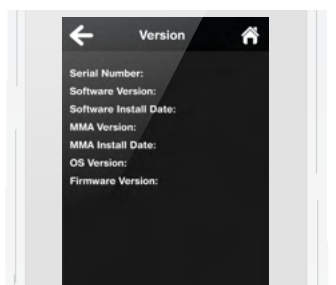 Version
Serial Number:
Software Version:
Software Install Date:
MMA Version:
MMA Install Date:
OS Version:
Firmware Version: